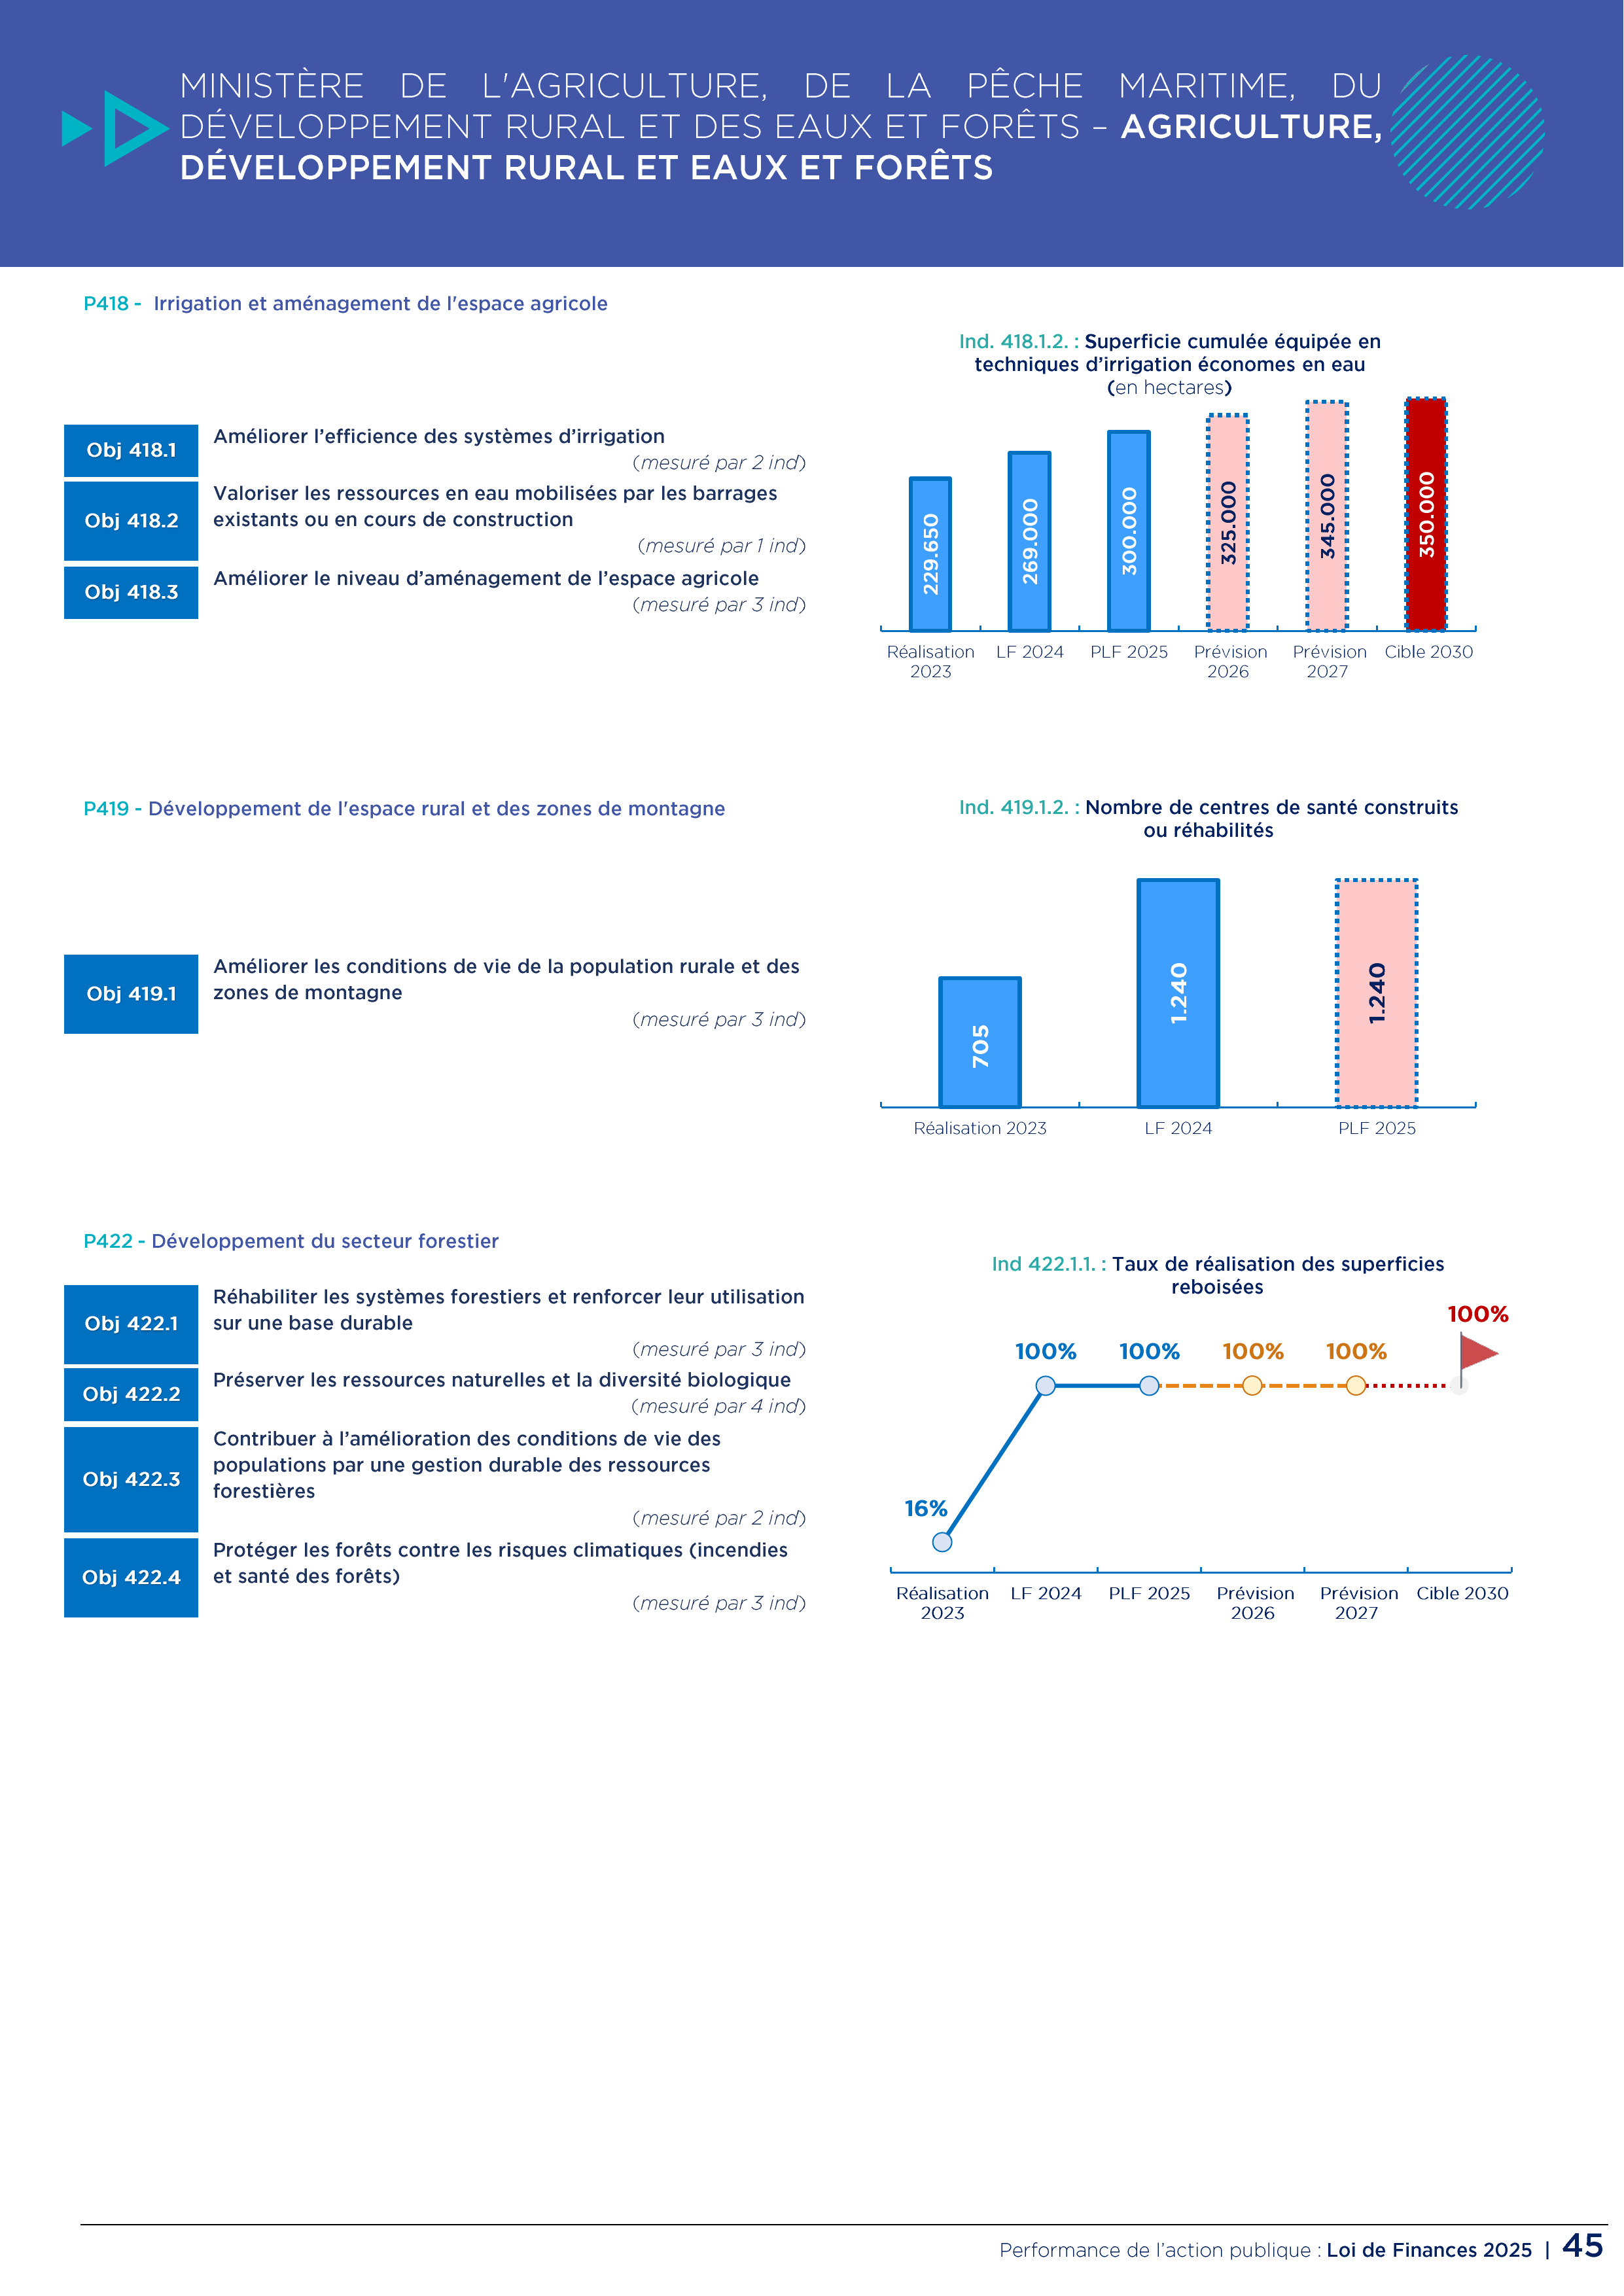 MINISTÈRE DE L'AGRICULTURE, DE LA PÊCHE MARITIME, DU
DÉVELOPPEMENT RURAL ET DES EAUX ET FORÊTS – AGRICULTURE,
DÉVELOPPEMENT RURAL ET EAUX ET FORÊTS
P418 - Irrigation et aménagement de l'espace agricole
Obj 418.1
Améliorer l’efficience des systèmes d’irrigation
(mesuré par 2 ind)
Obj 418.2
Valoriser les ressources en eau mobilisées par les barrages
existants ou en cours de construction
(mesuré par 1 ind)
Obj 418.3
Améliorer le niveau d’aménagement de l’espace agricole
(mesuré par 3 ind)
Ind. 418.1.2. : Superficie cumulée équipée en
techniques d’irrigation économes en eau
(en hectares)
229.650
269.000
300.000
325.000
345.000
350.000
Réalisation LF 2024 PLF 2025 Prévision Prévision Cible 2030
2023 2026 2027
P419 - Développement de l'espace rural et des zones de montagne
Obj 419.1
Améliorer les conditions de vie de la population rurale et des
zones de montagne
(mesuré par 3 ind)
Ind. 419.1.2. : Nombre de centres de santé construits
ou réhabilités
705
1.240
1.240
Réalisation 2023 LF 2024 PLF 2025
P422 - Développement du secteur forestier
Obj 422.1
Réhabiliter les systèmes forestiers et renforcer leur utilisation
sur une base durable
(mesuré par 3 ind)
Obj 422.2
Préserver les ressources naturelles et la diversité biologique
(mesuré par 4 ind)
Obj 422.3
Contribuer à l’amélioration des conditions de vie des
populations par une gestion durable des ressources
forestières
(mesuré par 2 ind)
Obj 422.4
Protéger les forêts contre les risques climatiques (incendies
et santé des forêts)
(mesuré par 3 ind)
Ind 422.1.1. : Taux de réalisation des superficies
reboisées
100%
100% 100% 100% 100%
16%
Réalisation LF 2024 PLF 2025 Prévision Prévision Cible 2030
2023 2026 2027
Performance de l’action publique : Loi de Finances 2025 | 45